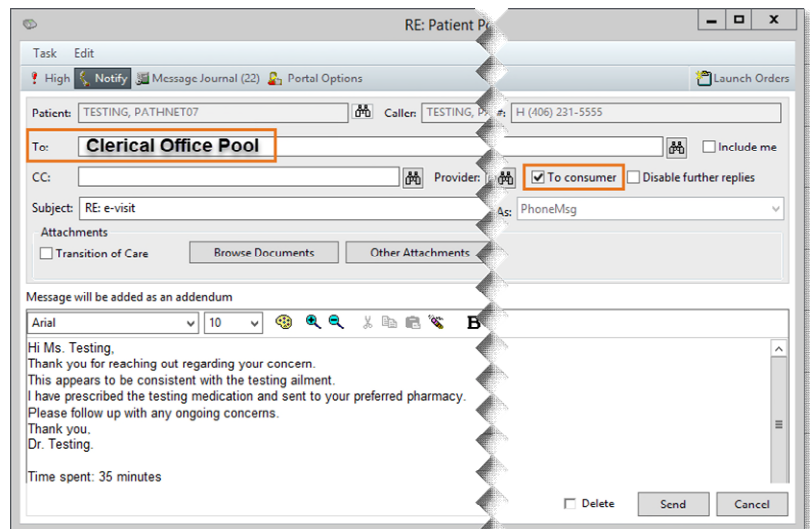 RE: Patient P
Task Edit
High Notify Message Journal (22) Portal Options Launch Orders
Patient: TESTING, PATHNET07 Caller: TESTING, #: H (406) 231-5555
To: Clerical Office Pool Include me
CC: Provider: To consumer Disable further replies
Subject: RE: e-visit As: PhoneMsg
Attachments
Transition of Care Browse Documents Other Attachments
Message will be added as an addendum
Arial 10 B
Hi Ms. Testing,
Thank you for reaching out regarding your concern.
This appears to be consistent with the testing ailment.
I have prescribed the testing medication and sent to your preferred pharmacy.
Please follow up with any ongoing concerns.
Thank you,
Dr. Testing.
Time spent: 35 minutes
Delete Send Cancel